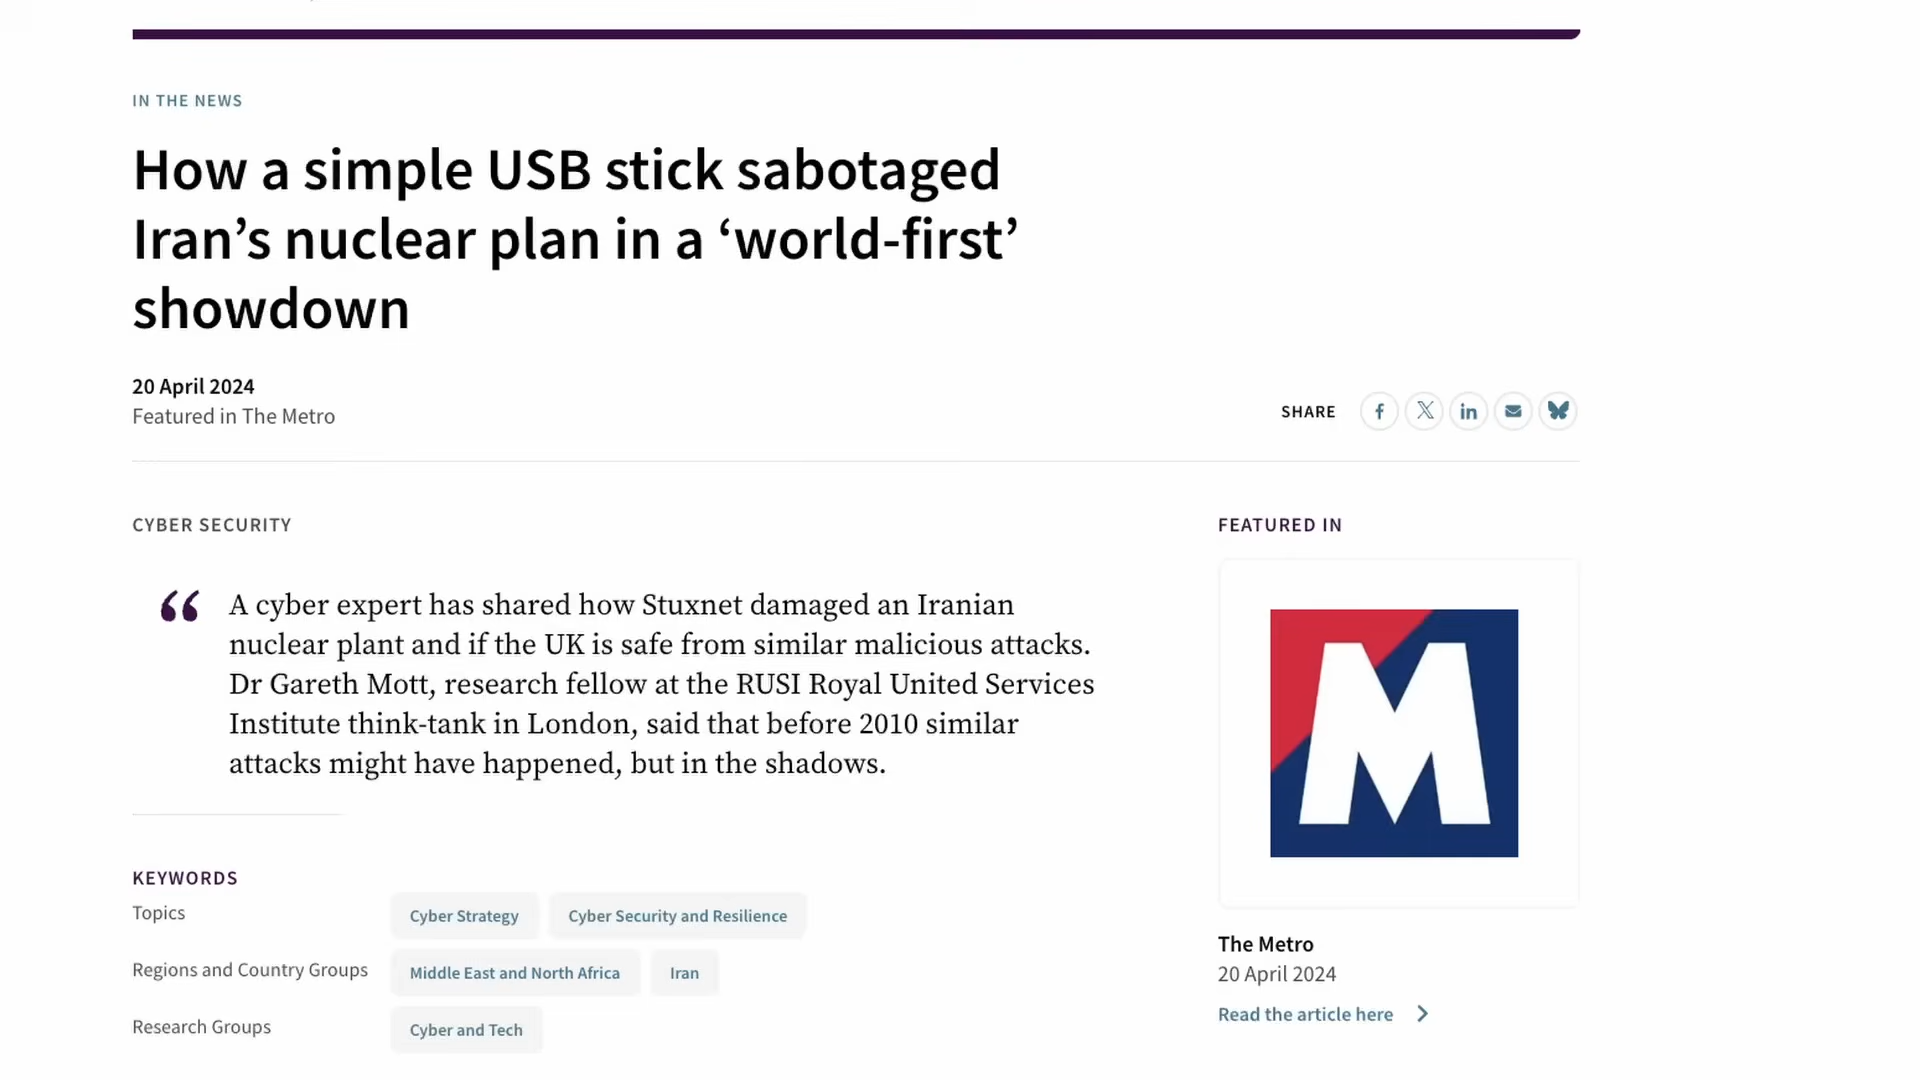 IN THE NEWS
How a simple USB stick sabotaged
Iran’s nuclear plan in a ‘world-first’
showdown
20 April 2024
Featured in The Metro
SHARE
CYBER SECURITY
“ A cyber expert has shared how Stuxnet damaged an Iranian
nuclear plant and if the UK is safe from similar malicious attacks.
Dr Gareth Mott, research fellow at the RUSI Royal United Services
Institute think-tank in London, said that before 2010 similar
attacks might have happened, but in the shadows.
KEYWORDS
Topics
Cyber Strategy
Cyber Security and Resilience
Regions and Country Groups
Middle East and North Africa
Iran
Research Groups
Cyber and Tech
FEATURED IN
M
The Metro
20 April 2024
Read the article here